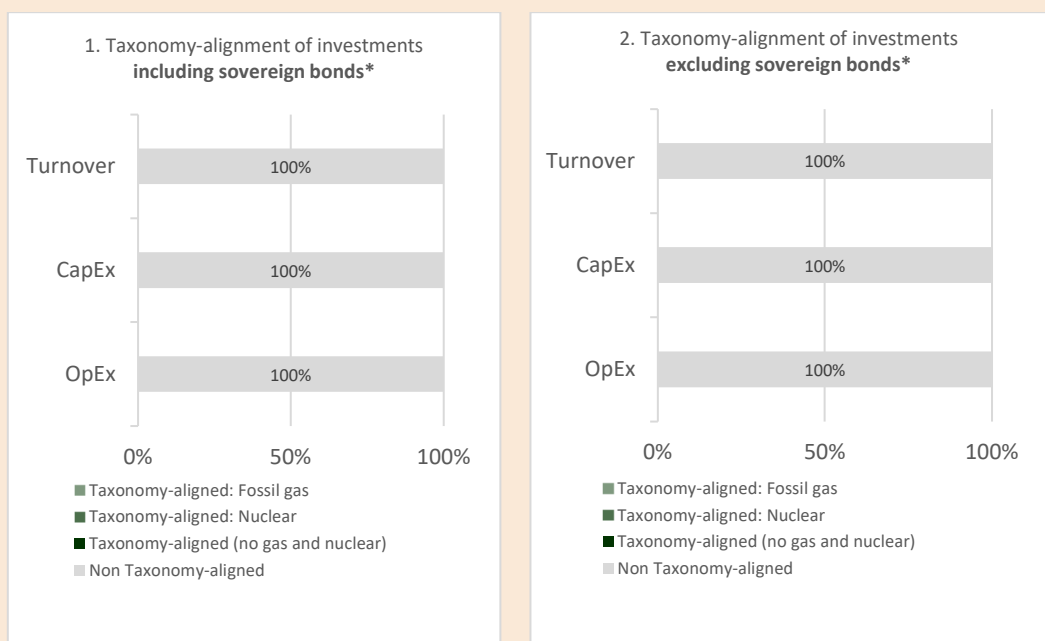 1. Taxonomy-alignment of investments
including sovereign bonds*
Turnover
100%
CapEx
100%
OpEx
100%
0%
50%
100%
Taxonomy-aligned: Fossil gas
Taxonomy-aligned: Nuclear
Taxonomy-aligned (no gas and nuclear)
Non Taxonomy-aligned
2. Taxonomy-alignment of investments
excluding sovereign bonds*
Turnover
100%
CapEx
100%
OpEx
100%
0%
50%
100%
Taxonomy-aligned: Fossil gas
Taxonomy-aligned: Nuclear
Taxonomy-aligned (no gas and nuclear)
Non Taxonomy-aligned